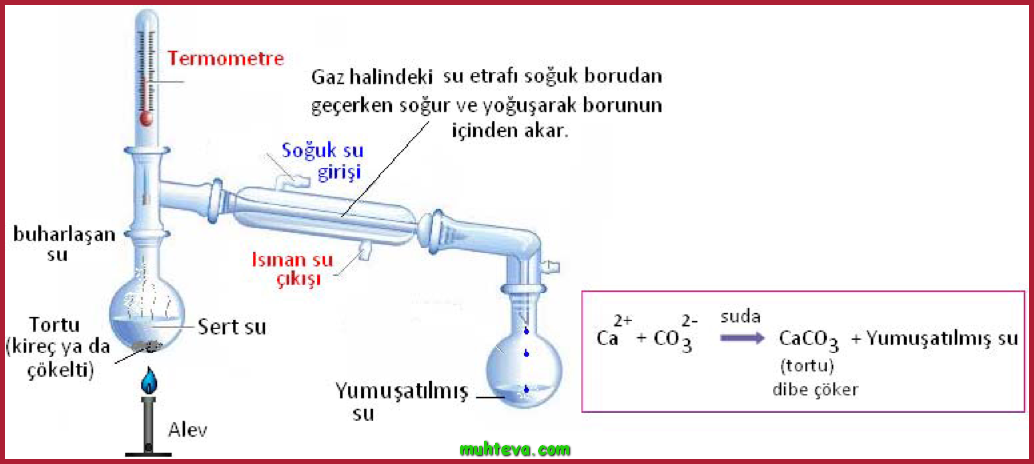 Termometre
Gaz halindeki su etrafı soğuk borudan
geçerken soğur ve yoğuşarak borunun
içinden akar.
Soğuk su
girişi
buharlaşan
su
Isınan su
çıkışı
Tortu
(kireç ya da
çökelti)
Sert su
Yumuşatılmış
su
Alev
Ca²⁺ + CO₃²⁻ suda → CaCO₃ + Yumuşatılmış su
(tortu)
dibe çöker
muhteva.com